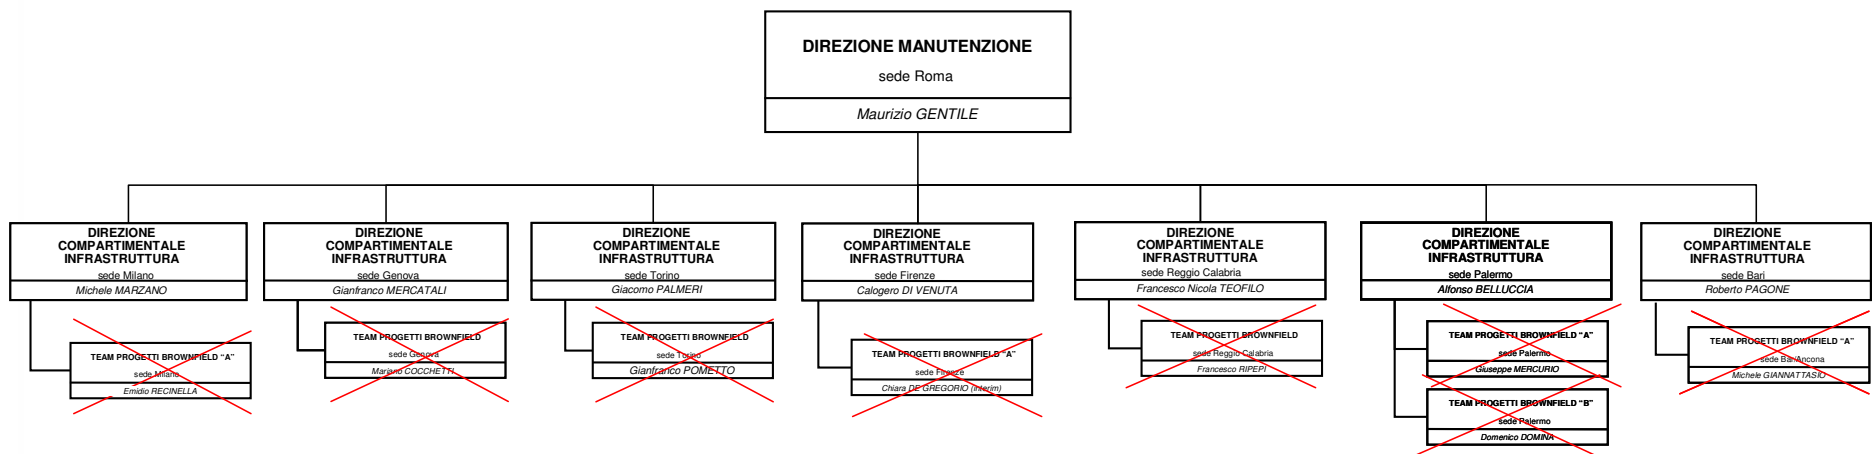 DIREZIONE MANUTENZIONE
sede Roma
Maurizio GENTILE
DIREZIONE
COMPARTIMENTALE
INFRASTRUTTURA
sede Milano
Michele MARZANO
TEAM PROGETTI BROWNFIELD “A”
sede Milano
Emidio RECINELLA
DIREZIONE
COMPARTIMENTALE
INFRASTRUTTURA
sede Genova
Gianfranco MERCATALI
TEAM PROGETTI BROWNFIELD
sede Genova
Mariano COCCHETTI
DIREZIONE
COMPARTIMENTALE
INFRASTRUTTURA
sede Torino
Giacomo PALMERI
TEAM PROGETTI BROWNFIELD
sede Torino
Gianfranco POMETTO
DIREZIONE
COMPARTIMENTALE
INFRASTRUTTURA
sede Firenze
Calogero DI VENUTA
TEAM PROGETTI BROWNFIELD “A”
sede Firenze
Chiara DE GREGORIO (interim)
DIREZIONE
COMPARTIMENTALE
INFRASTRUTTURA
sede Reggio Calabria
Francesco Nicola TEOFILO
TEAM PROGETTI BROWNFIELD
sede Reggio Calabria
Francesco RIPEPI
DIREZIONE
COMPARTIMENTALE
INFRASTRUTTURA
sede Palermo
Alfonso BELLUCCIA
TEAM PROGETTI BROWNFIELD “A”
sede Palermo
Giuseppe MERCURIO
TEAM PROGETTI BROWNFIELD “B”
sede Palermo
Domenico DOMINA
DIREZIONE
COMPARTIMENTALE
INFRASTRUTTURA
sede Bari
Roberto PAGONE
TEAM PROGETTI BROWNFIELD “A”
sede Bari/Ancona
Michele GIANNATTASIO